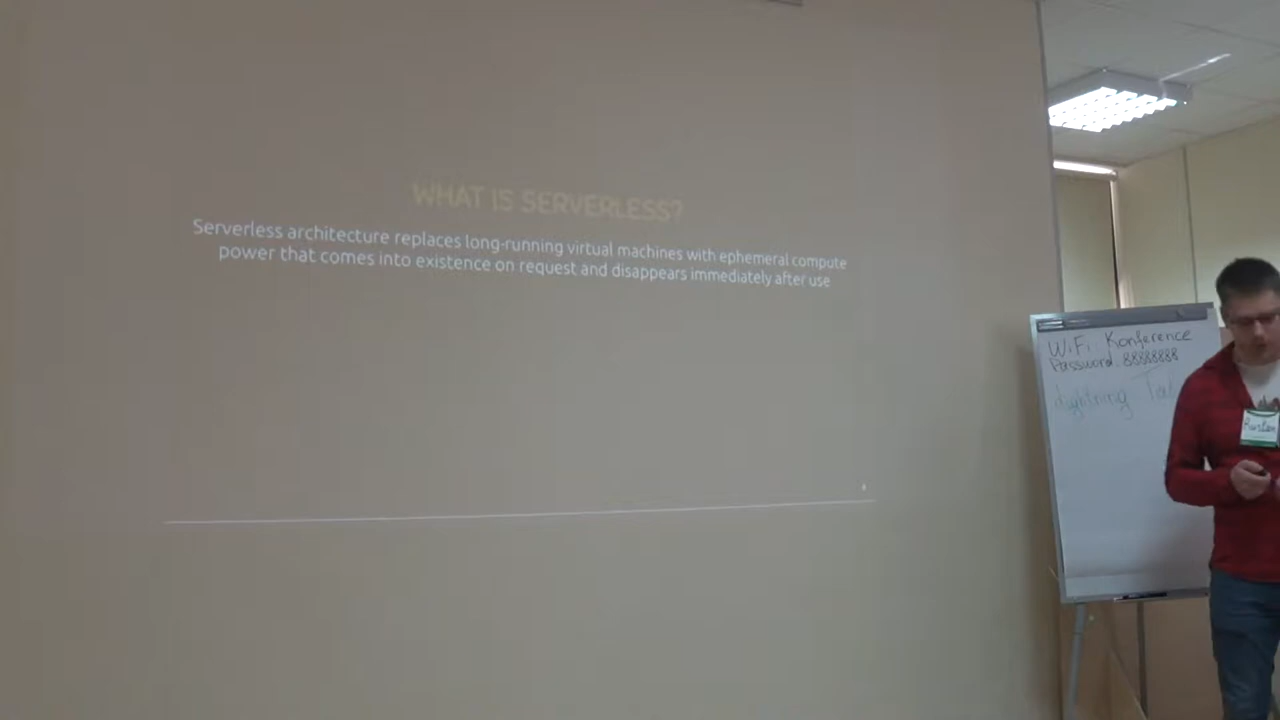 WHAT IS SERVERLESS?
Serverless architecture replaces long-running virtual machines with ephemeral compute
power that comes into existence on request and disappears immediately after use
WiFi Konference
Password 88888888
Lightning